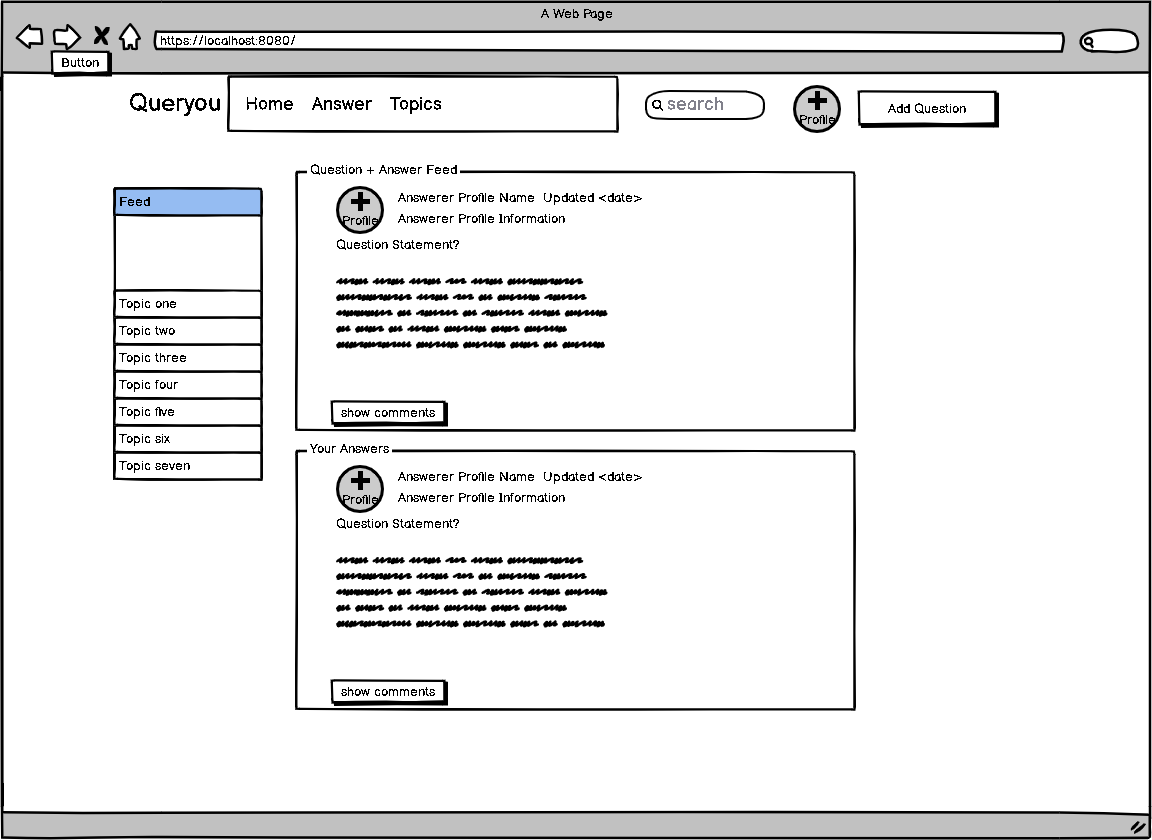 A Web Page
https://localhost:8080/
Button
Queryou
Home Answer Topics
search
Profile
Add Question
Feed
Topic one
Topic two
Topic three
Topic four
Topic five
Topic six
Topic seven
Question + Answer Feed
Profile
Answerer Profile Name Updated <date>
Answerer Profile Information
Question Statement?
show comments
Your Answers
Profile
Answerer Profile Name Updated <date>
Answerer Profile Information
Question Statement?
show comments